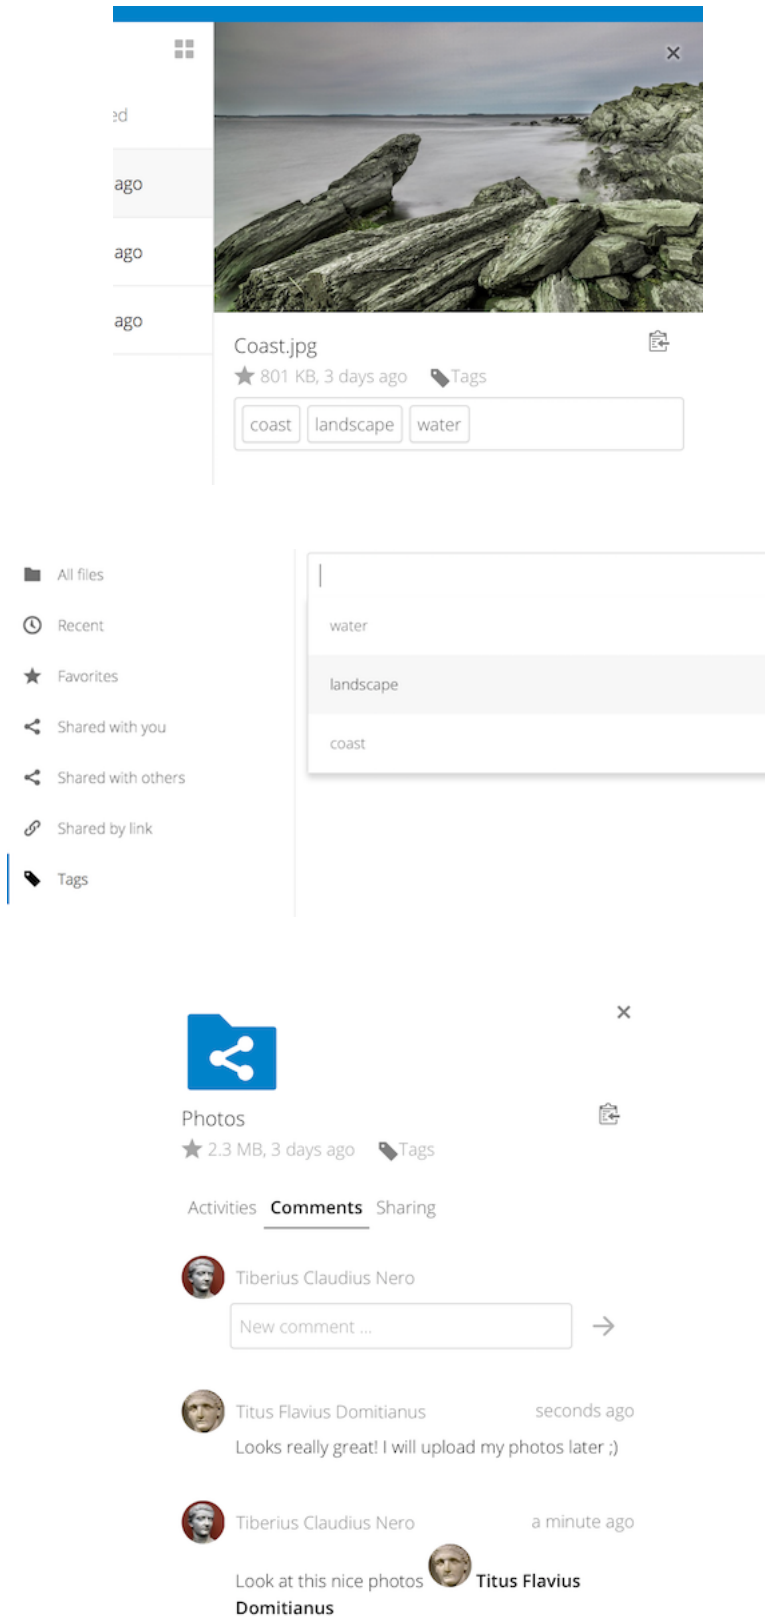 ed
ago
ago
ago
Coast.jpg
801 KB, 3 days ago Tags
coast landscape water
All files
Recent
Favorites
Shared with you
Shared with others
Shared by link
Tags
water
landscape
coast
Photos
2.3 MB, 3 days ago Tags
Activities Comments Sharing
Tiberius Claudius Nero
New comment ...
Titus Flavius Domitianus seconds ago
Looks really great! I will upload my photos later ;)
Tiberius Claudius Nero a minute ago
Look at this nice photos Titus Flavius
Domitianus